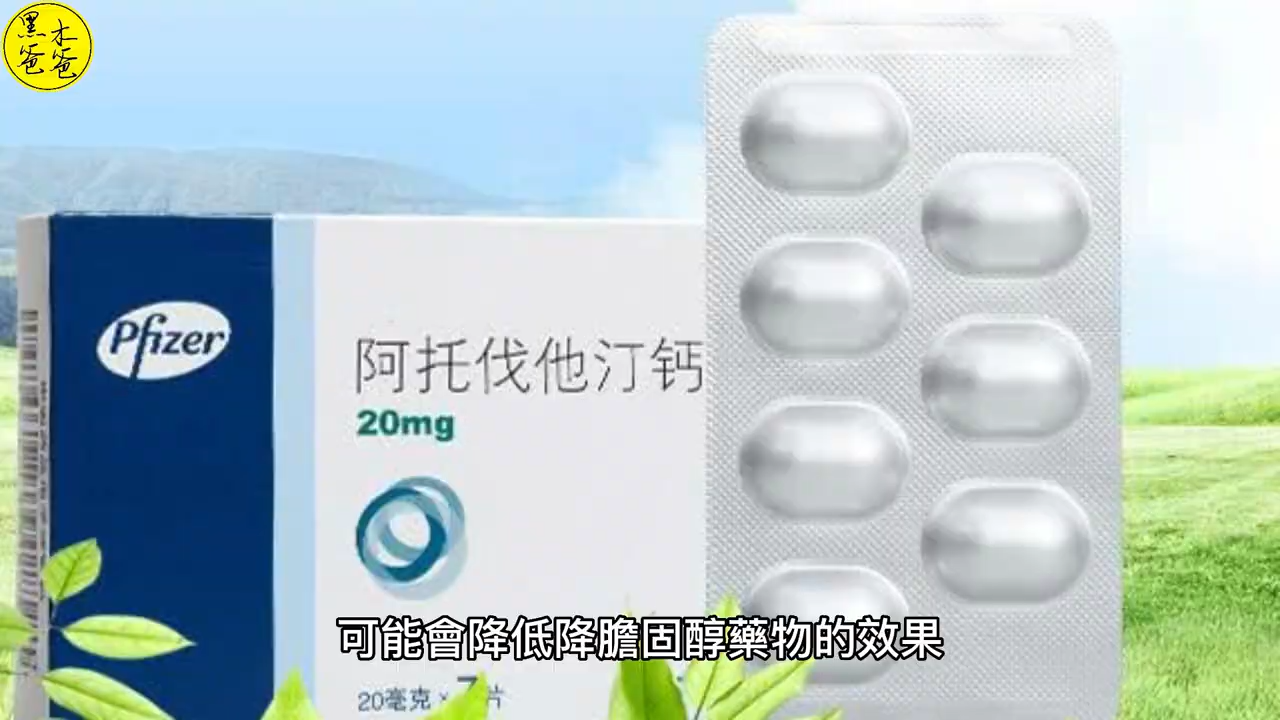 黑木
爸爸
Pfizer
阿托伐他汀钙
20mg
可能會降低降膽固醇藥物的效果
20毫克 × 7片